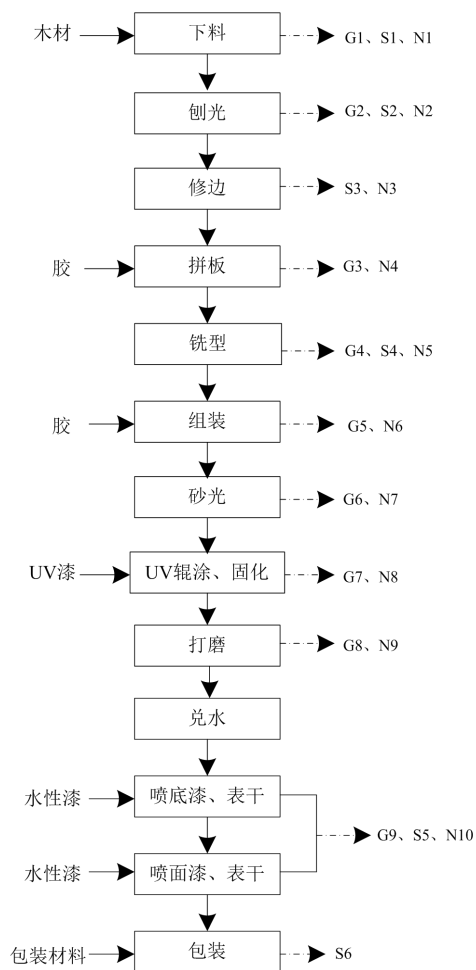 木材 下料 G1、S1、N1
刨光 G2、S2、N2
修边 S3、N3
胶 拼板 G3、N4
铣型 G4、S4、N5
胶 组装 G5、N6
砂光 G6、N7
UV漆 UV辊涂、固化 G7、N8
打磨 G8、N9
兑水
水性漆 喷底漆、表干
G9、S5、N10
水性漆 喷面漆、表干
包装材料 包装 S6